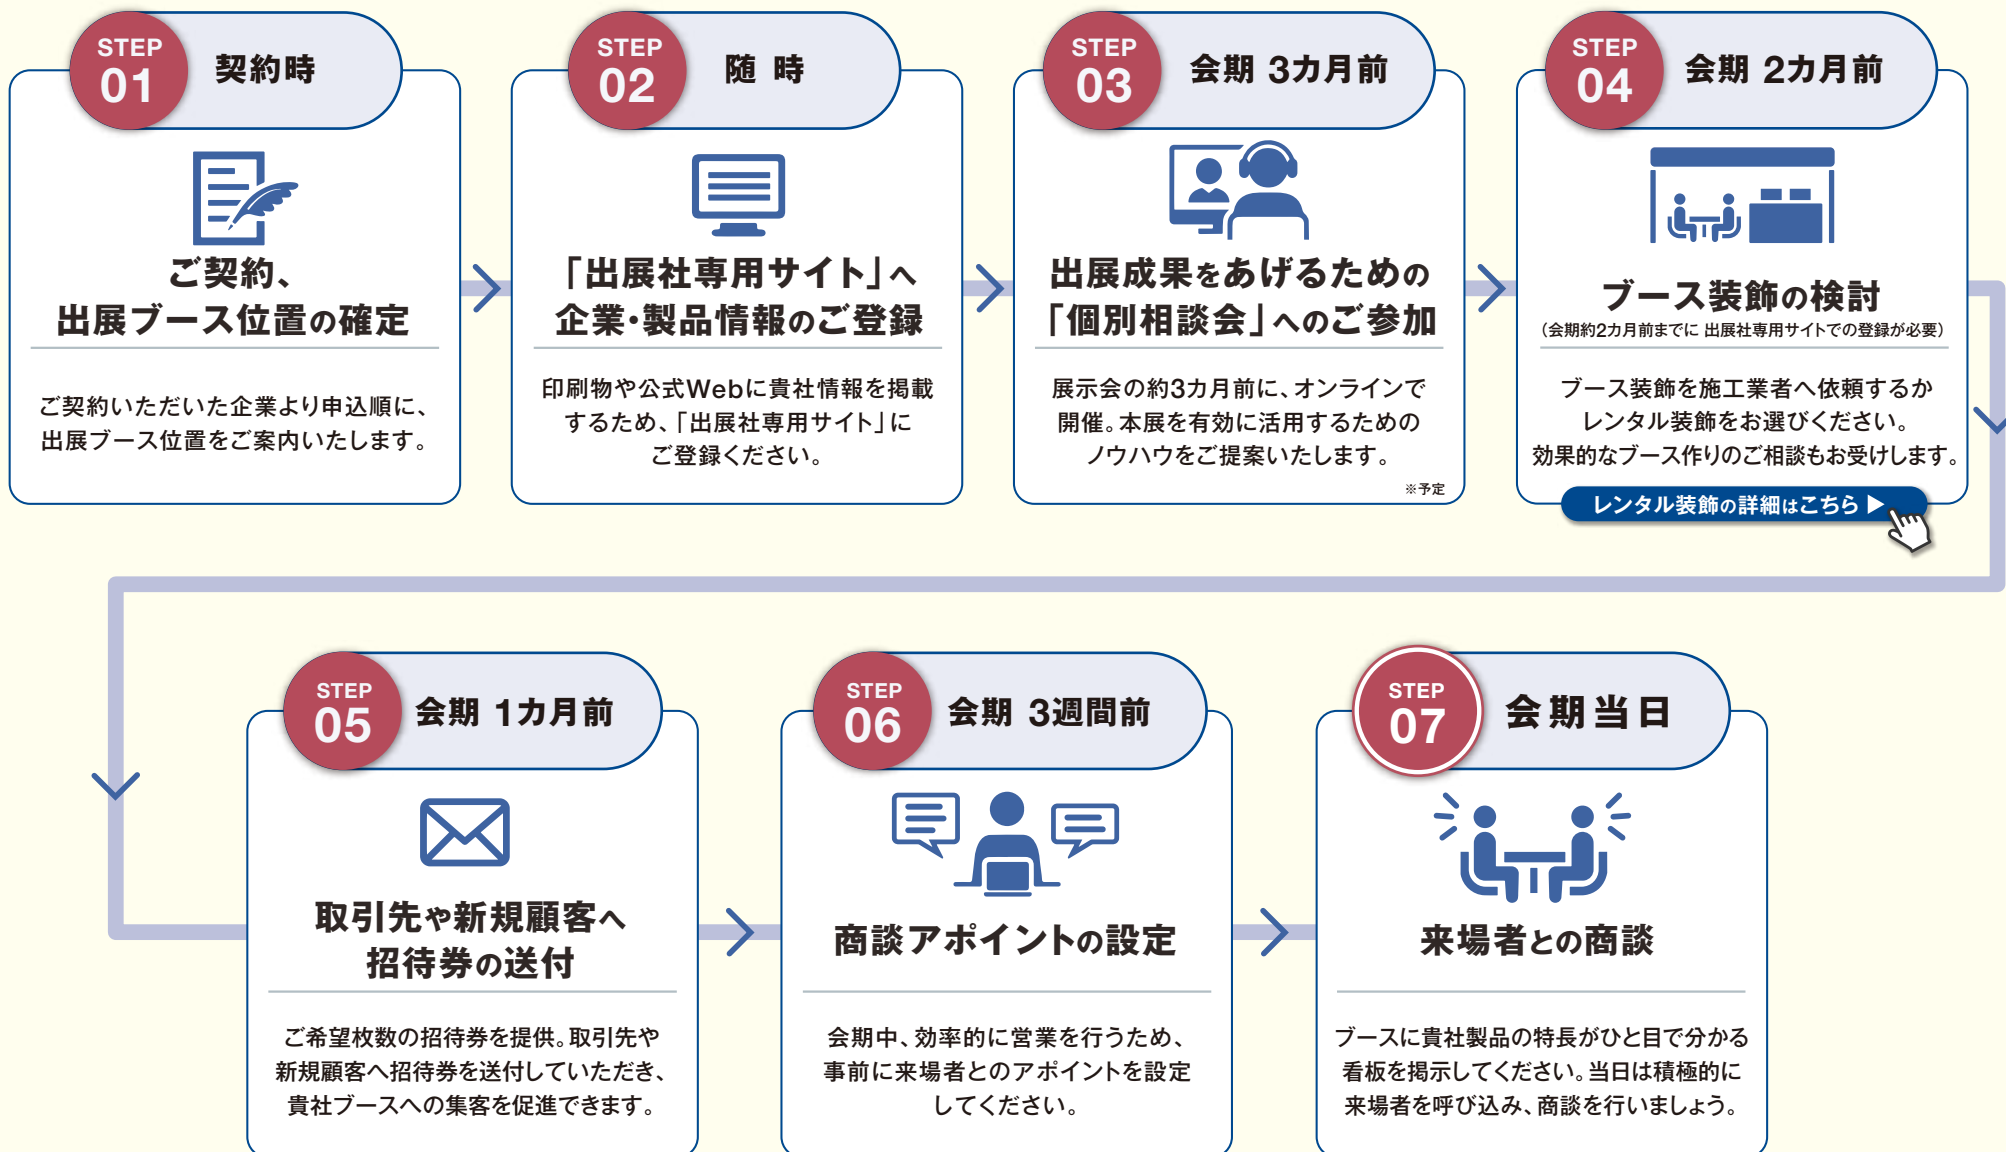 STEP
01
契約時
ご契約、
出展ブース位置の確定
ご契約いただいた企業より申込順に、
出展ブース位置をご案内いたします。
STEP
02
随 時
「出展社専用サイト」へ
企業・製品情報のご登録
印刷物や公式Webに貴社情報を掲載
するため、「出展社専用サイト」に
ご登録ください。
STEP
03
会期 3カ月前
出展成果をあげるための
「個別相談会」へのご参加
展示会の約3カ月前に、オンラインで
開催。本展を有効に活用するための
ノウハウをご提案いたします。
※予定
STEP
04
会期 2カ月前
ブース装飾の検討
(会期約2カ月前までに 出展社専用サイトでの登録が必要)
ブース装飾を施工業者へ依頼するか
レンタル装飾をお選びください。
効果的なブース作りのご相談もお受けします。
レンタル装飾の詳細はこちら ▶
STEP
05
会期 1カ月前
取引先や新規顧客へ
招待券の送付
ご希望枚数の招待券を提供。取引先や
新規顧客へ招待券を送付していただき、
貴社ブースへの集客を促進できます。
STEP
06
会期 3週間前
商談アポイントの設定
会期中、効率的に営業を行うため、
事前に来場者とのアポイントを設定
してください。
STEP
07
会期当日
来場者との商談
ブースに貴社製品の特長がひと目で分かる
看板を掲示してください。当日は積極的に
来場者を呼び込み、商談を行いましょう。